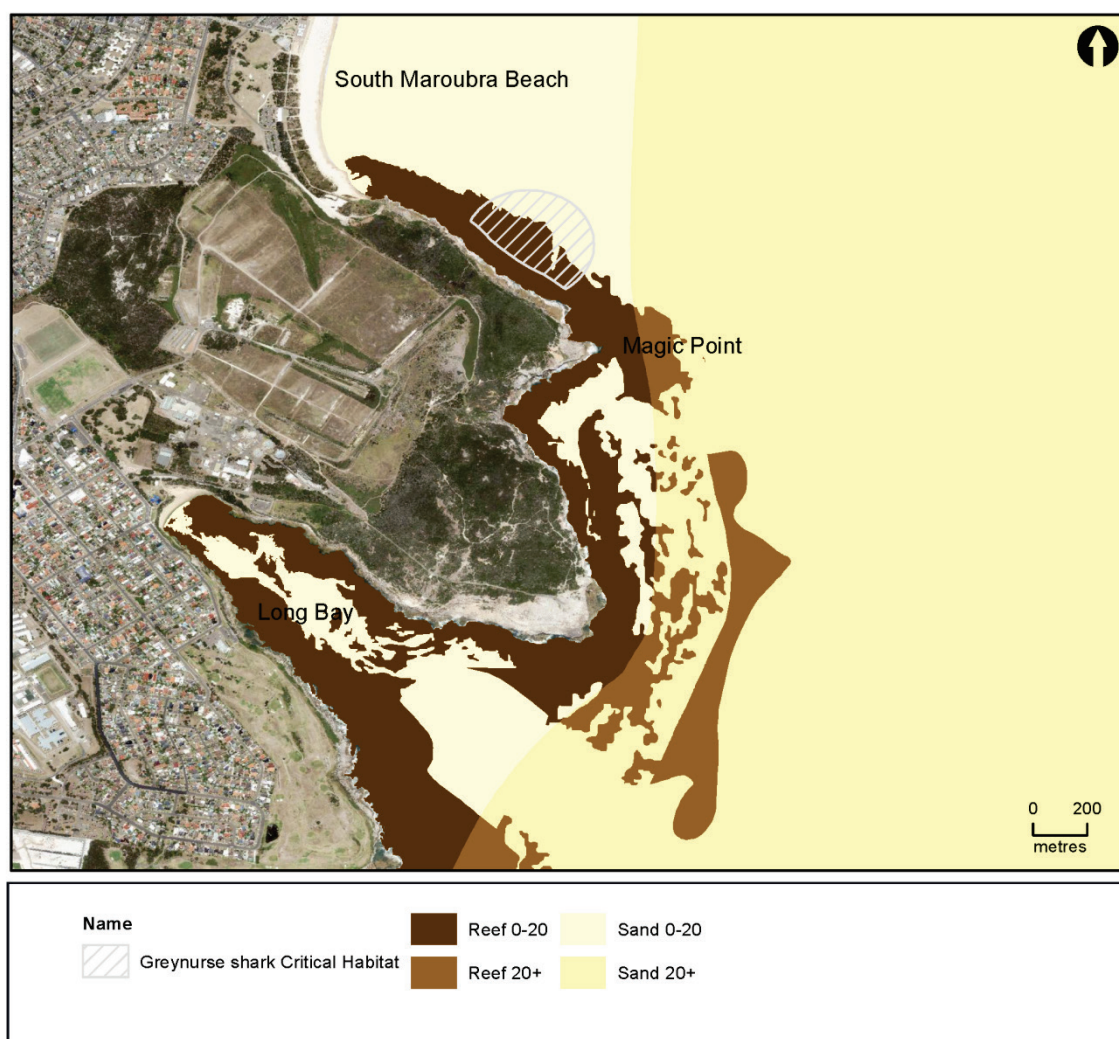 South Maroubra Beach
Magic Point
Long Bay
0 200
metres
Name
Greynurse shark Critical Habitat
Reef 0-20
Sand 0-20
Reef 20+
Sand 20+